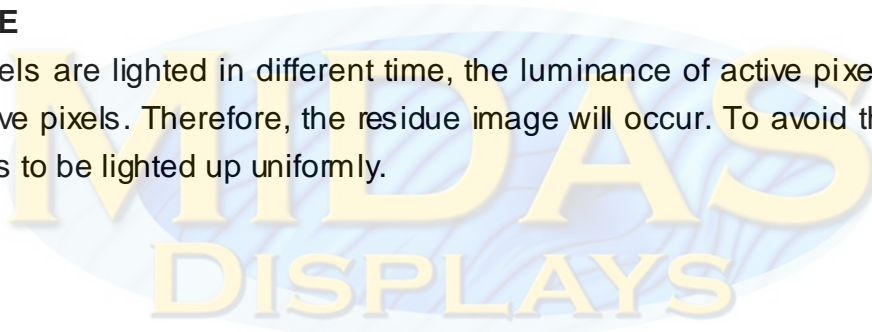 E
els are lighted in different time, the luminance of active pixe
ve pixels. Therefore, the residue image will occur. To avoid th
s to be lighted up uniformly.
MIDAS
DISPLAYS